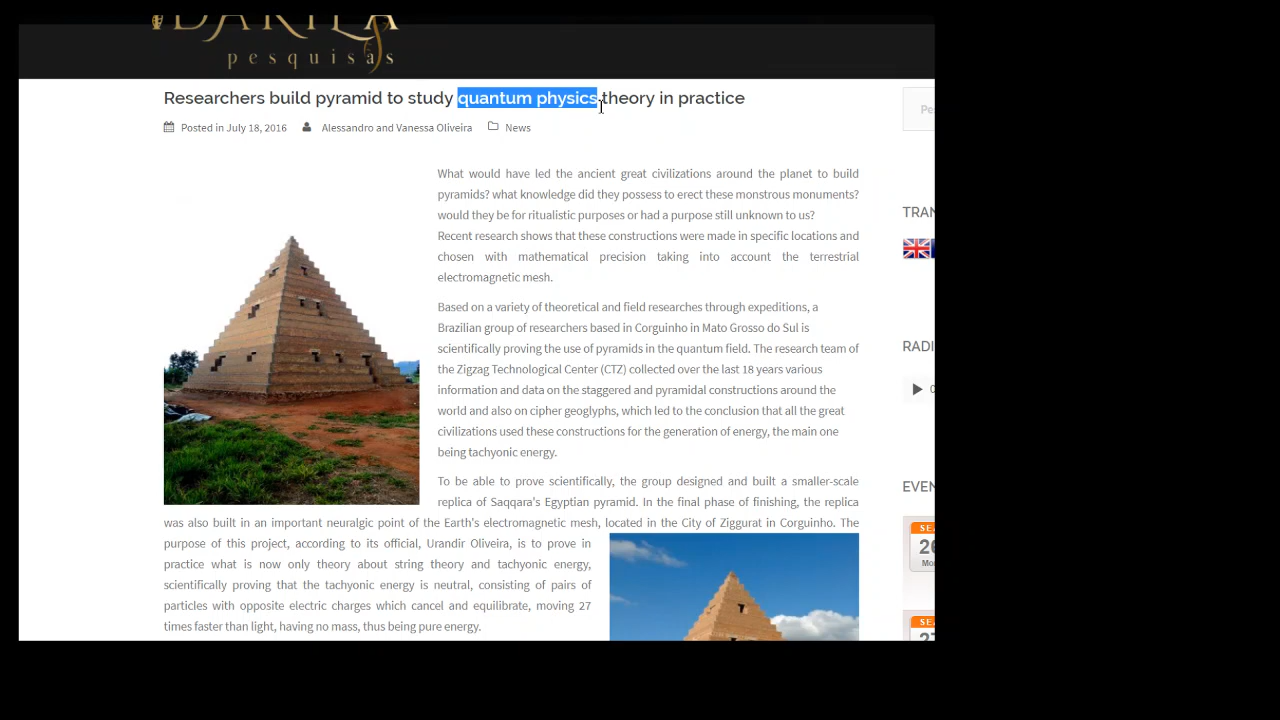 pesquisas
Researchers build pyramid to study quantum physics theory in practice
Posted in July 18, 2016 Alessandro and Vanessa Oliveira News
What would have led the ancient great civilizations around the planet to build
pyramids? what knowledge did they possess to erect these monstrous monuments?
would they be for ritualistic purposes or had a purpose still unknown to us?
Recent research shows that these constructions were made in specific locations and
chosen with mathematical precision taking into account the terrestrial
electromagnetic mesh.
Based on a variety of theoretical and field researches through expeditions, a
Brazilian group of researchers based in Corguinho in Mato Grosso do Sul is
scientifically proving the use of pyramids in the quantum field. The research team of
the Zigzag Technological Center (CTZ) collected over the last 18 years various
information and data on the staggered and pyramidal constructions around the
world and also on cipher geoglyphs, which led to the conclusion that all the great
civilizations used these constructions for the generation of energy, the main one
being tachyonic energy.
To be able to prove scientifically, the group designed and built a smaller-scale
replica of Saqqara's Egyptian pyramid. In the final phase of finishing, the replica
was also built in an important neuralgic point of the Earth's electromagnetic mesh, located in the City of Ziggurat in Corguinho. The
purpose of this project, according to its official, Urandir Oliveira, is to prove in
practice what is now only theory about string theory and tachyonic energy,
scientifically proving that the tachyonic energy is neutral, consisting of pairs of
particles with opposite electric charges which cancel and equilibrate, moving 27
times faster than light, having no mass, thus being pure energy.
Pe
TRAN
RADI
0
EVEN
SE
26
Mo
SE